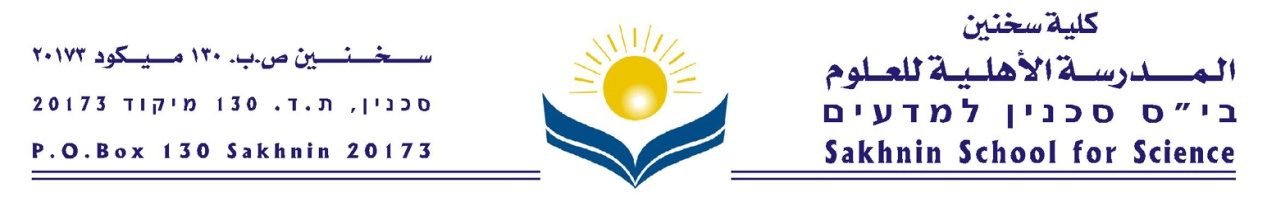 كلية سخنين
المدرسة الأهلية للعلوم
בי״ס סכנין למדעים
Sakhnin School for Science
سخنين ص.ب. ١٣٠ ميكود ٢٠١٧٣
סכנין, ת.ד. 130 מיקוד 20173
P.O.Box 130 Sakhnin 20173